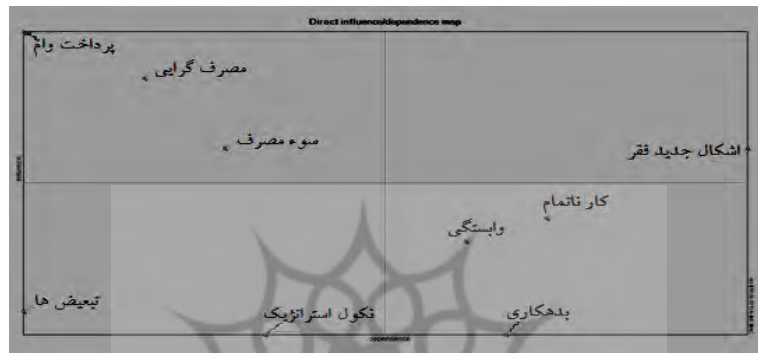 Direct influence/dependence map
پرداخت وام
مصرف گرایی
سوء مصرف
اشکال جدید فقر
کار ناتمام
وابستگی
تبعیض ها
نکول استراتژیک
بدهکاری
dependence